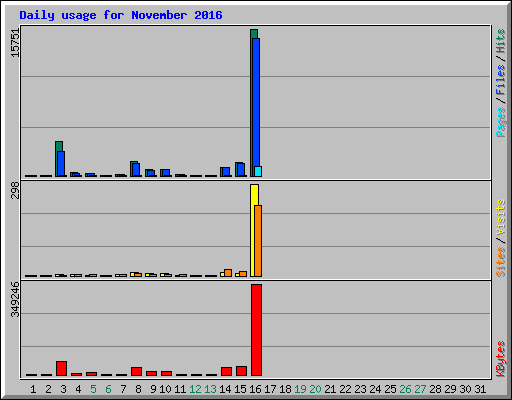 Daily usage for November 2016
15751
Pages / Files / Hits
298
Sites / Visits
349246
KBytes
1 2 3 4 5 6 7 8 9 10 11 12 13 14 15 16 17 18 19 20 21 22 23 24 25 26 27 28 29 30 31